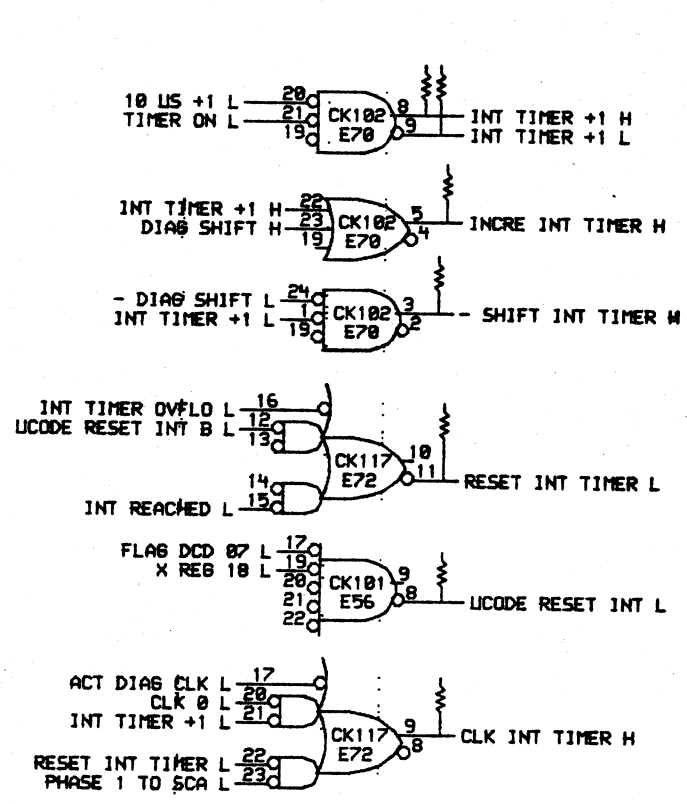 20
10 US +1 L
8
21
CK102
INT TIMER +1 H
TIMER ON L
9
19
E70
INT TIMER +1 L
22
INT TIMER +1 H
5
23
CK102
INCRE INT TIMER H
DIAG SHIFT H
4
19
E70
24
- DIAG SHIFT L
3
1
CK102
- SHIFT INT TIMER H
INT TIMER +1 L
2
19
E70
16
INT TIMER OVFLO L
12
UCODE RESET INT B L
13
10
CK117
11
14
E72
RESET INT TIMER L
15
INT REACHED L
17
FLAG DCD 07 L
19
9
X REG 18 L
CK101
20
8
E56
UCODE RESET INT L
21
22
17
ACT DIAG CLK L
20
CLK 0 L
21
INT TIMER +1 L
9
CK117
CLK INT TIMER H
8
22
E72
RESET INT TIMER L
23
PHASE 1 TO SCA L